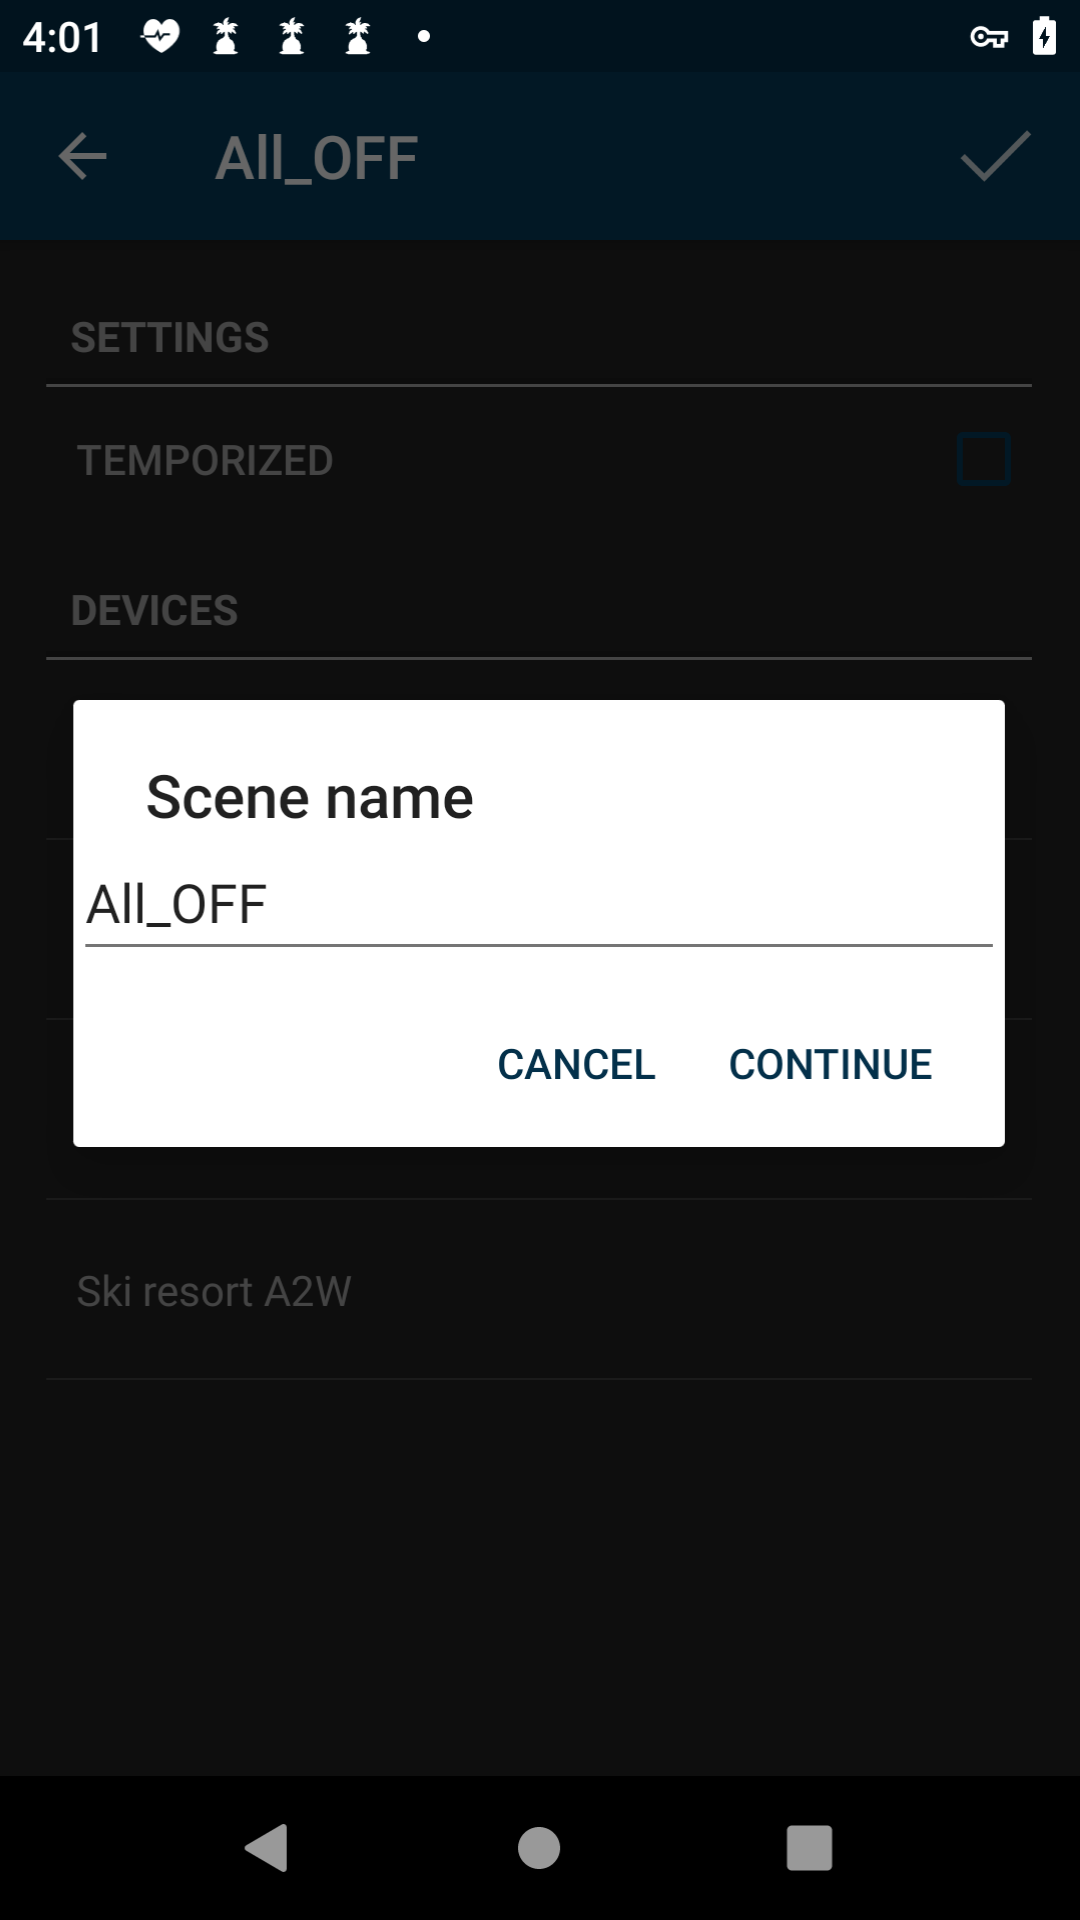 4:01
All_OFF
SETTINGS
TEMPORIZED
DEVICES
Scene name
All_OFF
CANCEL CONTINUE
Ski resort A2W